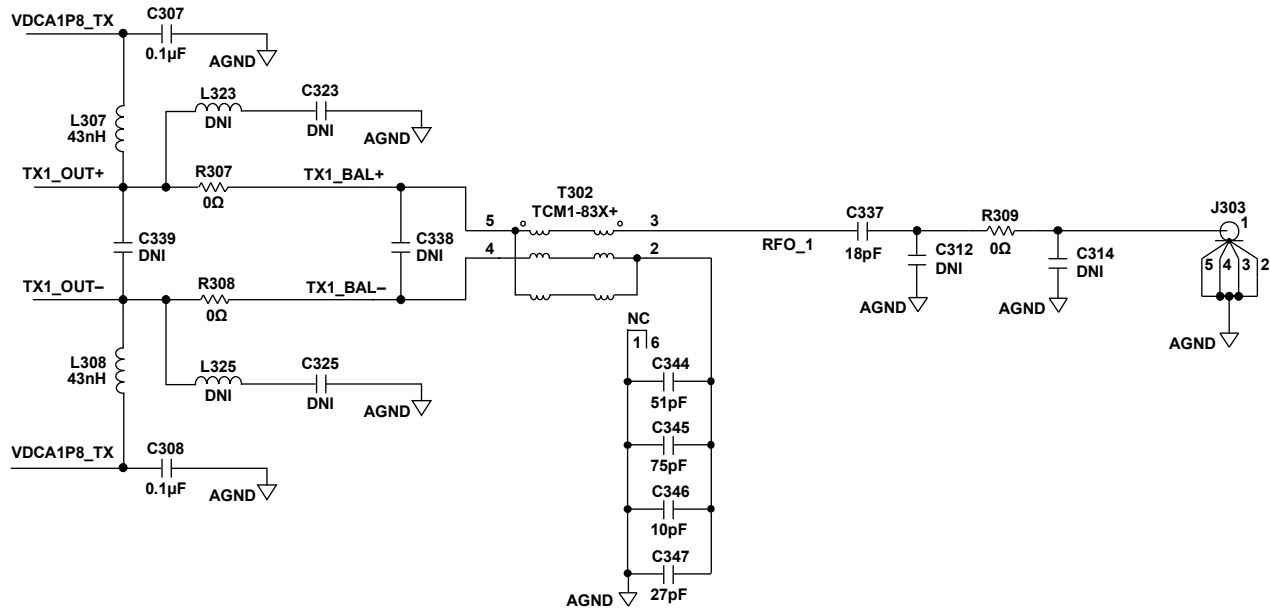 VDCA1P8_TX
C307
0.1µF
AGND
L307
43nH
L323
DNI
C323
DNI
AGND
TX1_OUT+
R307
0Ω
TX1_BAL+
C339
DNI
C338
DNI
TX1_OUT–
R308
0Ω
TX1_BAL–
L308
43nH
L325
DNI
C325
DNI
AGND
VDCA1P8_TX
C308
0.1µF
AGND
T302
TCM1-83X+
5
3
4
2
RFO_1
NC
1 6
C344
51pF
C345
75pF
C346
10pF
C347
27pF
AGND
C337
18pF
C312
DNI
AGND
R309
0Ω
C314
DNI
AGND
J303
1
5 4 3 2
AGND